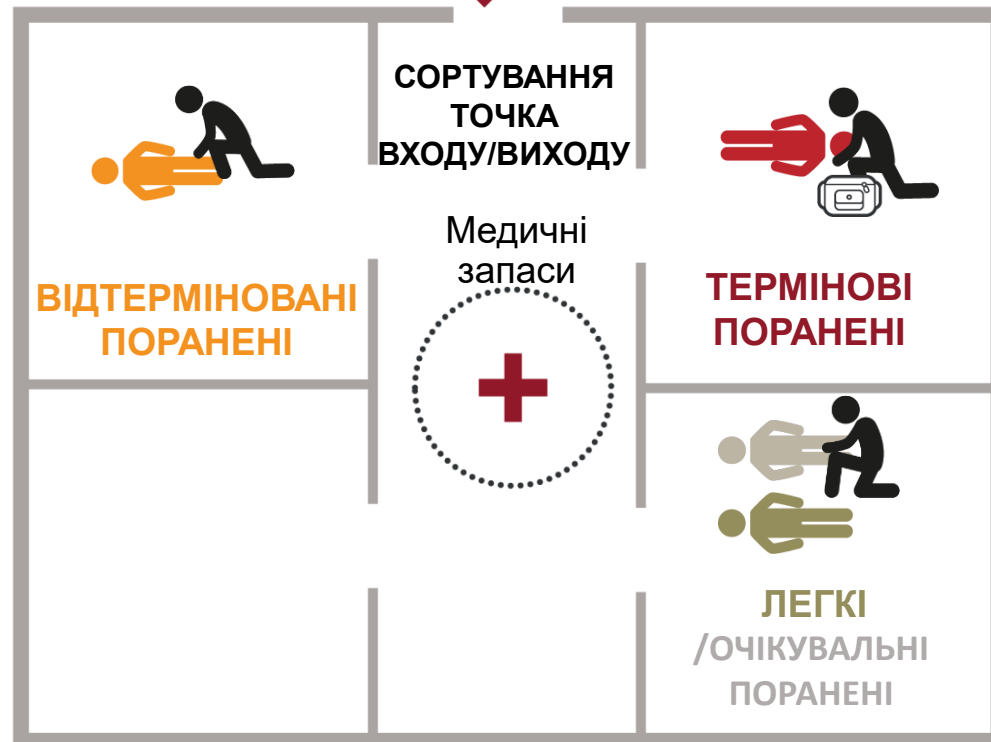 СОРТУВАННЯ
ТОЧКА
ВХОДУ/ВИХОДУ
Медичні
запаси
ВІДТЕРМІНОВАНІ
ПОРАНЕНІ
ТЕРМІНОВІ
ПОРАНЕНІ
ЛЕГКІ
/ОЧІКУВАЛЬНІ
ПОРАНЕНІ